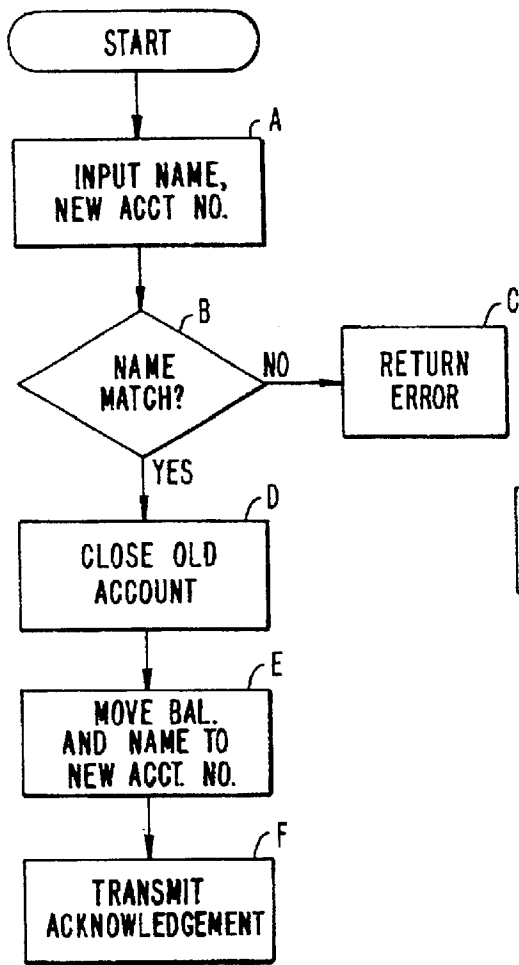 START
A
INPUT NAME,
NEW ACCT NO.
B
NAME
MATCH?
NO
C
RETURN
ERROR
YES
D
CLOSE OLD
ACCOUNT
E
MOVE BAL.
AND NAME TO
NEW ACCT. NO.
F
TRANSMIT
ACKNOWLEDGEMENT